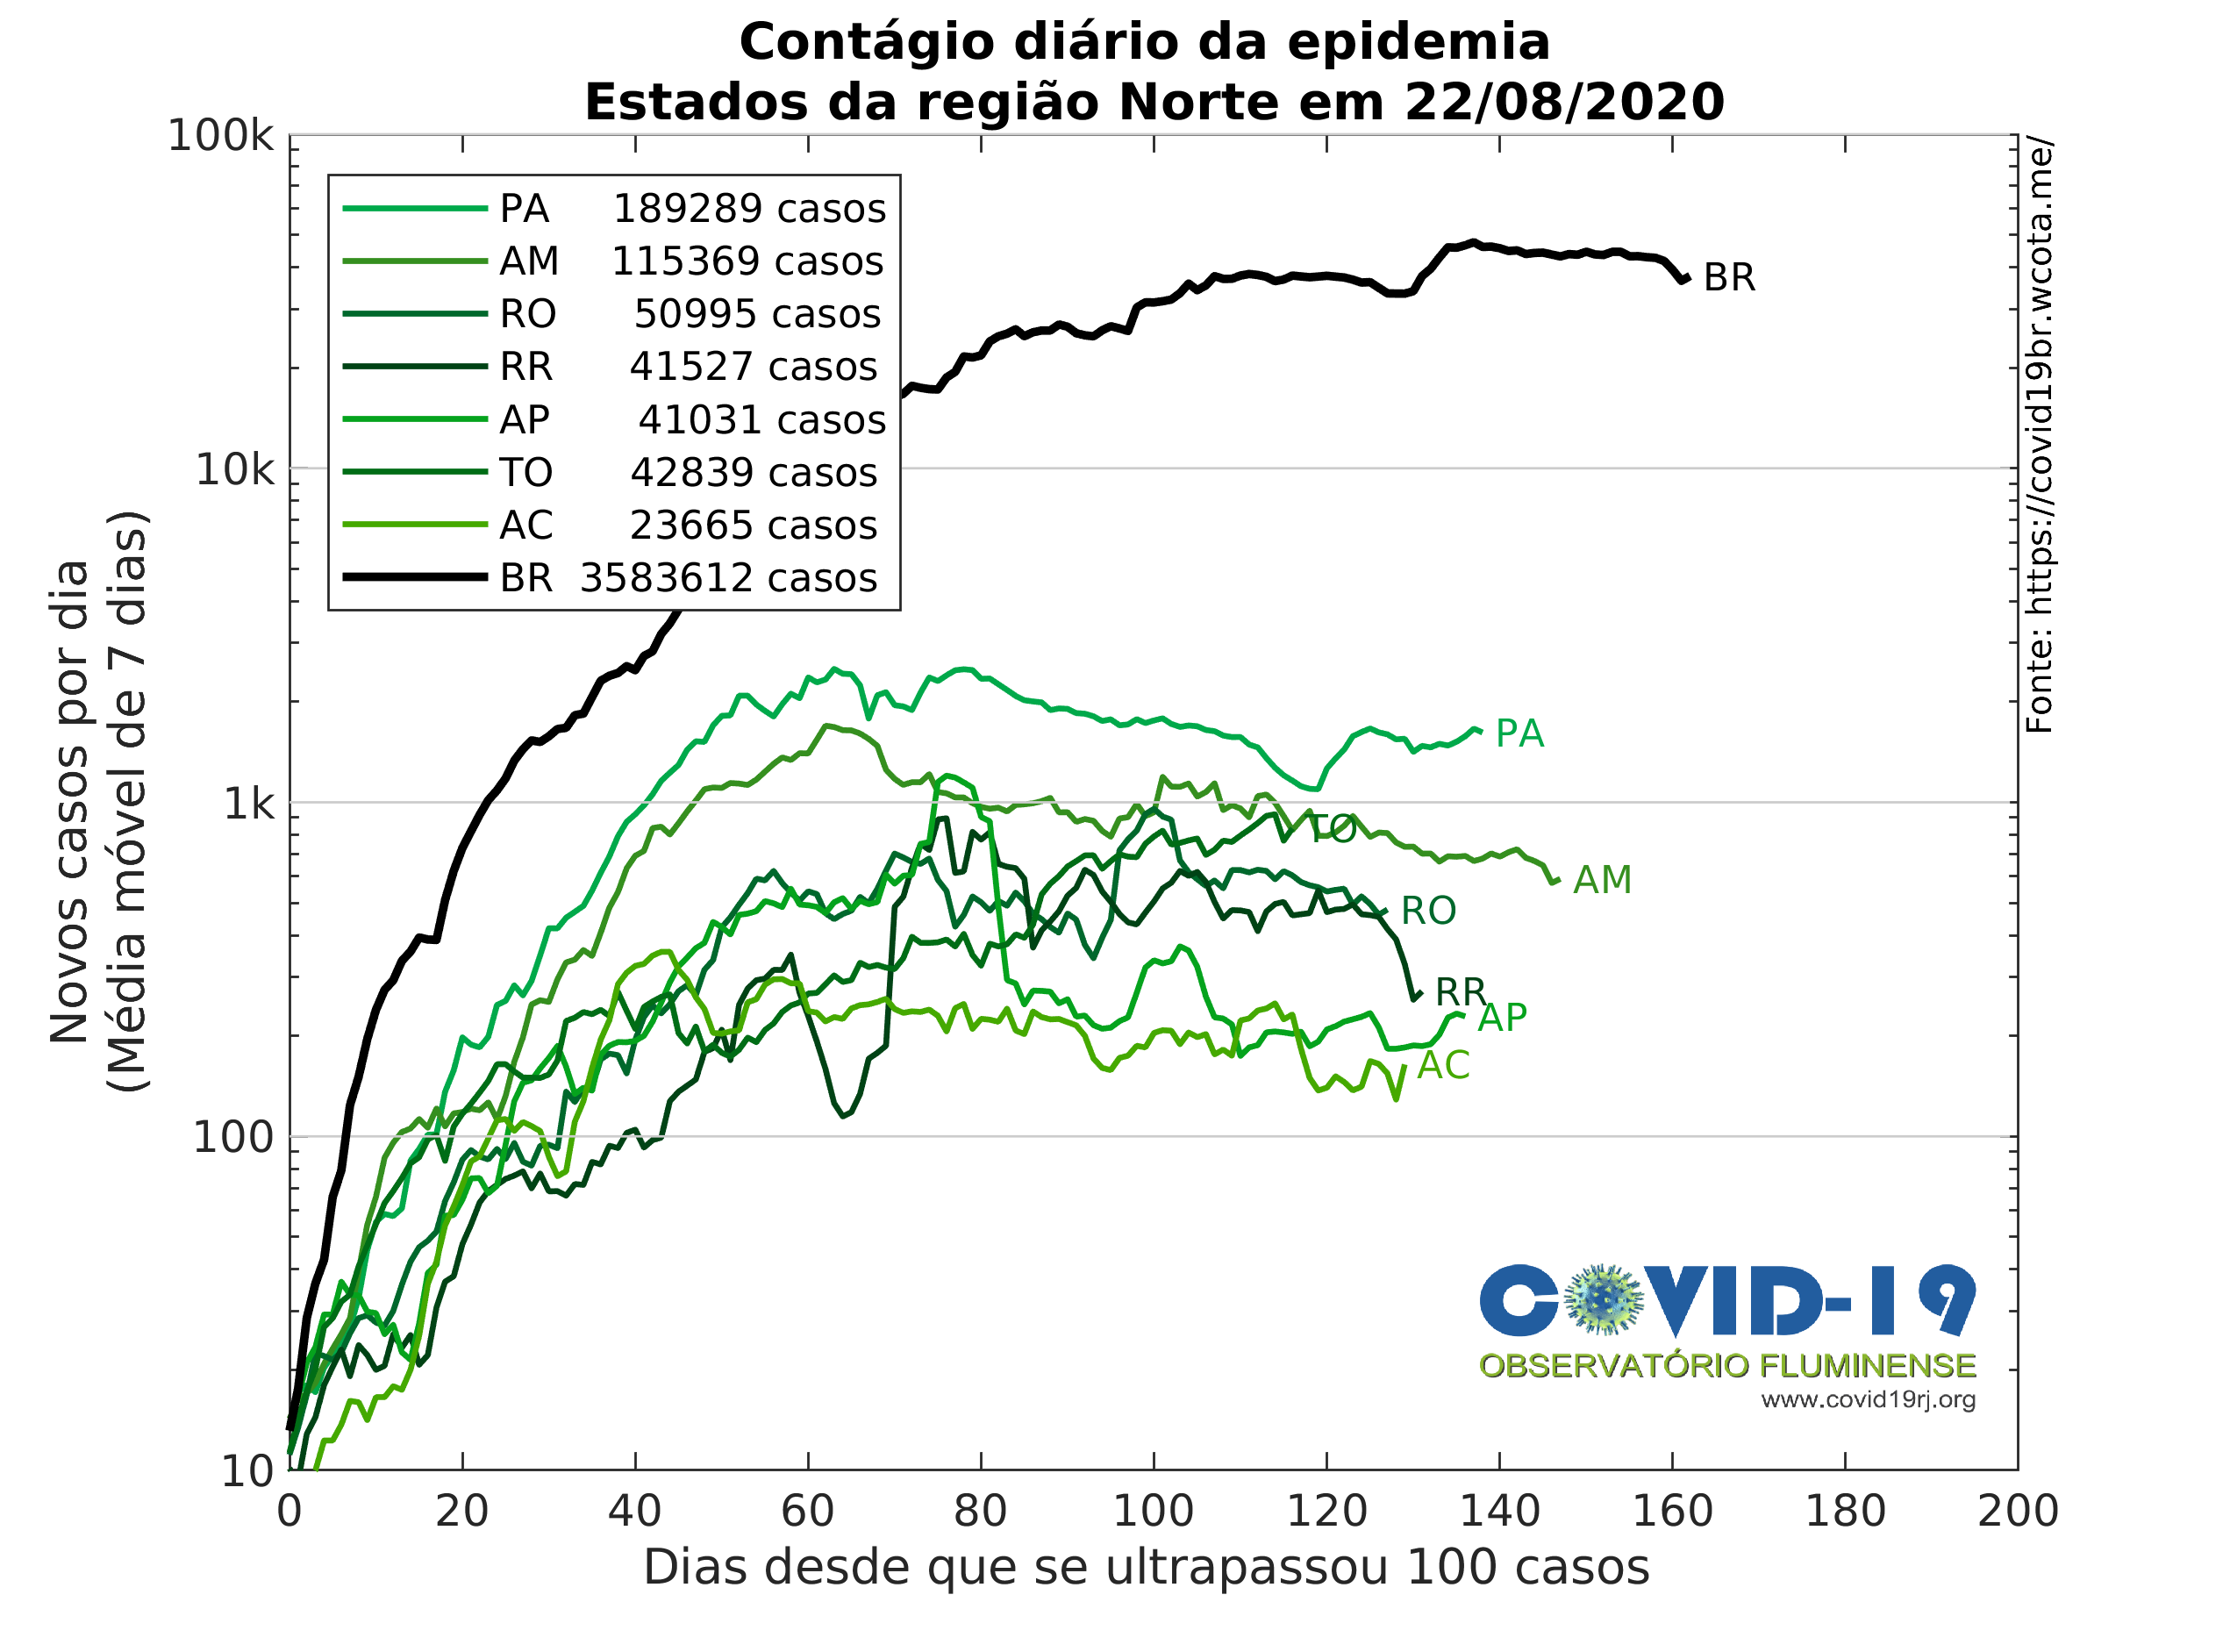 Contágio diário da epidemia
Estados da região Norte em 22/08/2020
Novos casos por dia
(Média móvel de 7 dias)
100k
10k
1k
100
10
PA 189289 casos
AM 115369 casos
RO 50995 casos
RR 41527 casos
AP 41031 casos
TO 42839 casos
AC 23665 casos
BR 3583612 casos
BR
PA
TO
AM
RO
RR
AP
AC
Fonte: https://covid19br.wcota.me/
COVID-19
OBSERVATÓRIO FLUMINENSE
www.covid19rj.org
0 20 40 60 80 100 120 140 160 180 200
Dias desde que se ultrapassou 100 casos